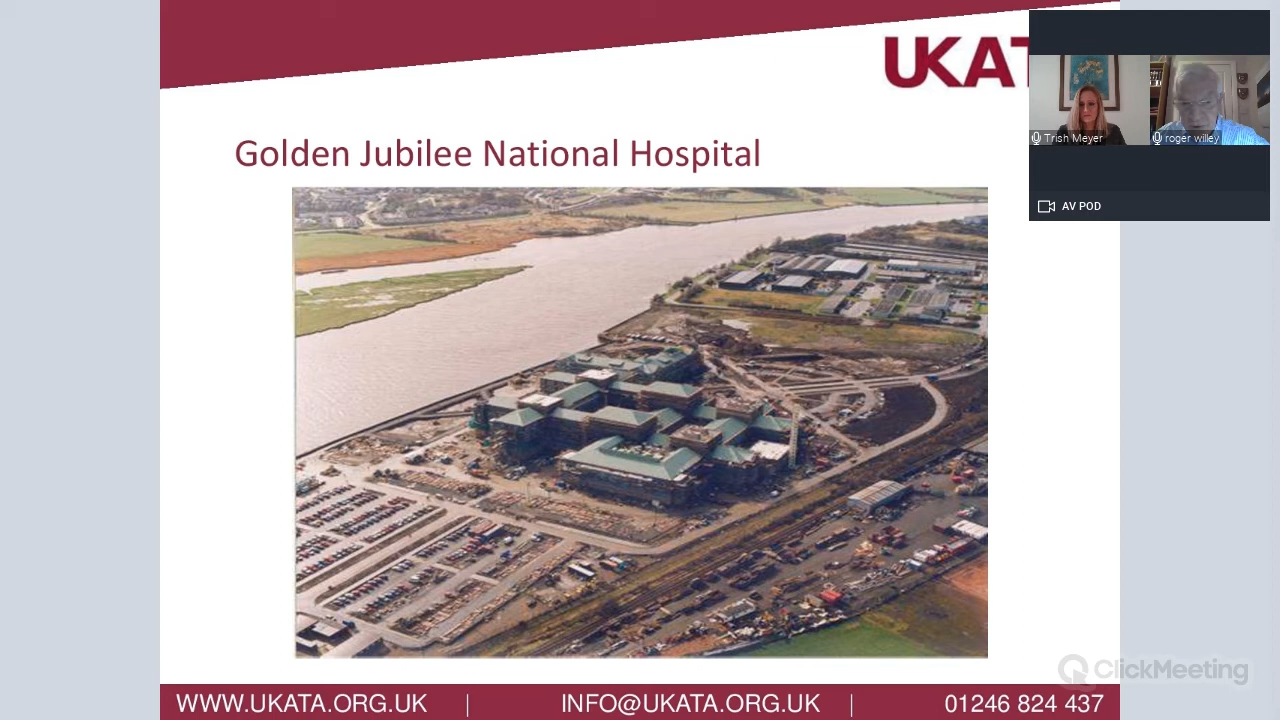 UKAT
Trish Meyer
roger willey
AV POD
Golden Jubilee National Hospital
ClickMeeting
WWW.UKATA.ORG.UK | INFO@UKATA.ORG.UK | 01246 824 437